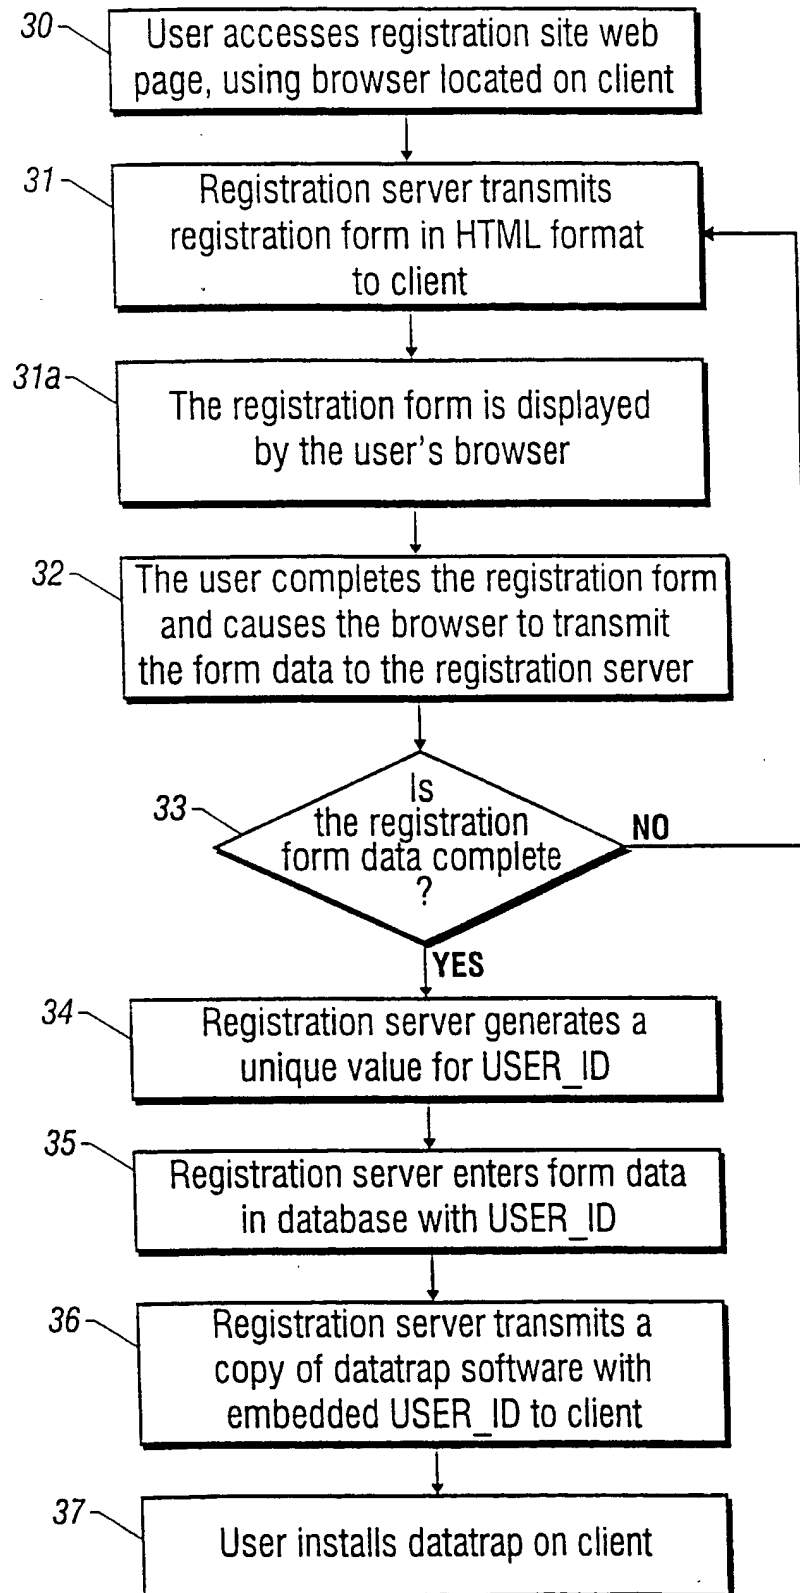 30
User accesses registration site web
page, using browser located on client
31
Registration server transmits
registration form in HTML format
to client
31a
The registration form is displayed
by the user's browser
32
The user completes the registration form
and causes the browser to transmit
the form data to the registration server
33
Is
the registration
form data complete
?
NO
YES
34
Registration server generates a
unique value for USER_ID
35
Registration server enters form data
in database with USER_ID
36
Registration server transmits a
copy of datatrap software with
embedded USER_ID to client
37
User installs datatrap on client